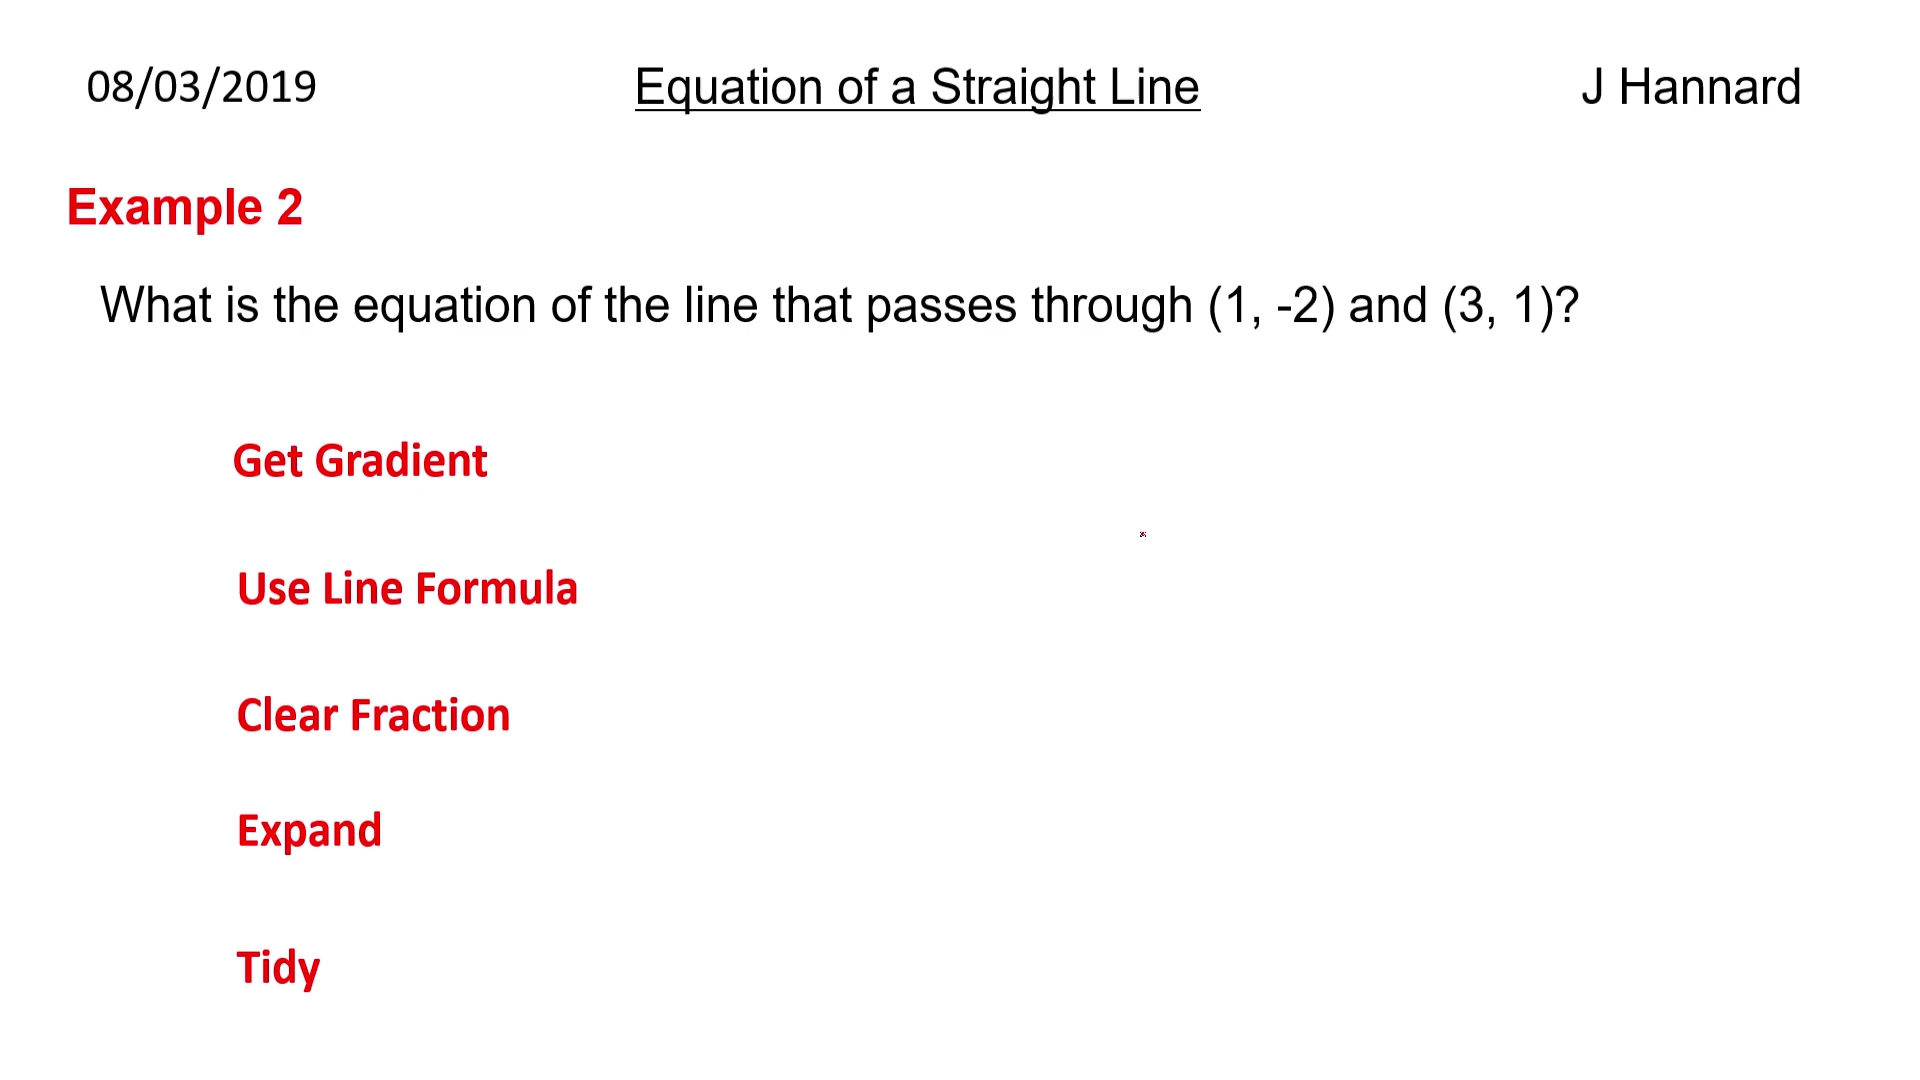 08/03/2019 Equation of a Straight Line J Hannard
Example 2
What is the equation of the line that passes through (1, -2) and (3, 1)?
Get Gradient
Use Line Formula
Clear Fraction
Expand
Tidy